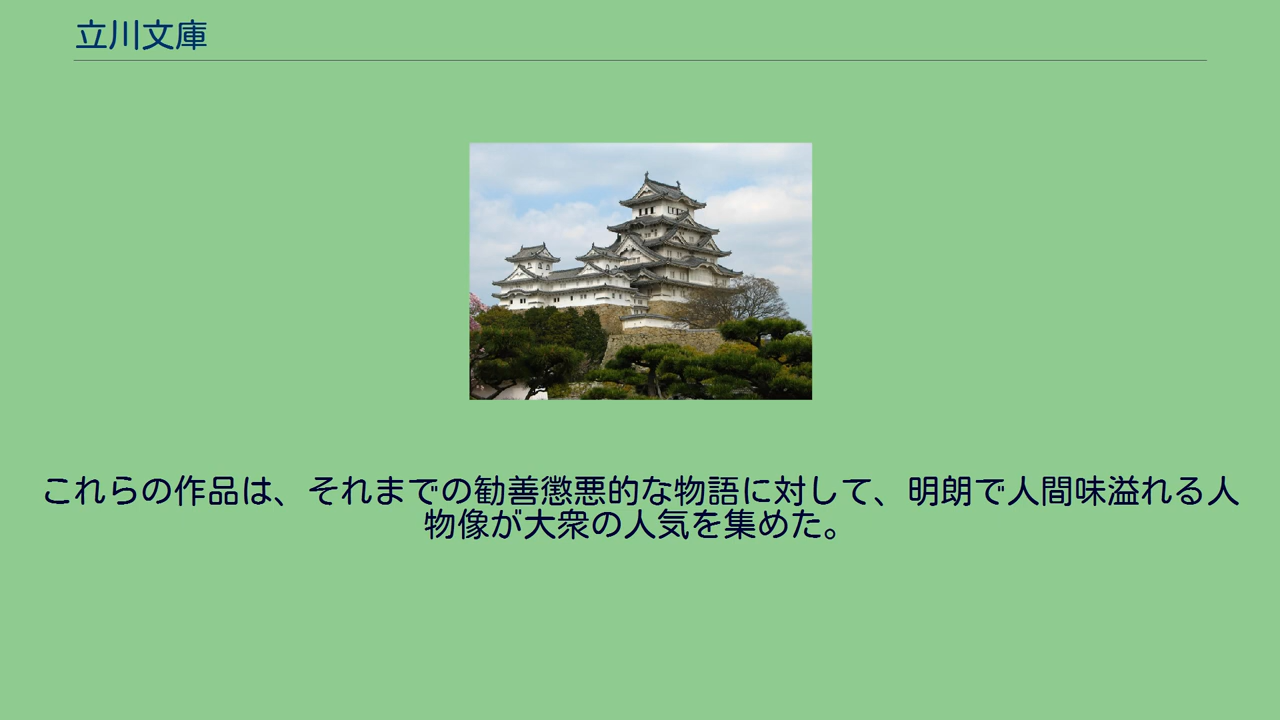 立川文庫
これらの作品は、それまでの勧善懲悪的な物語に対して、明朗で人間味溢れる人
物像が大衆の人気を集めた。